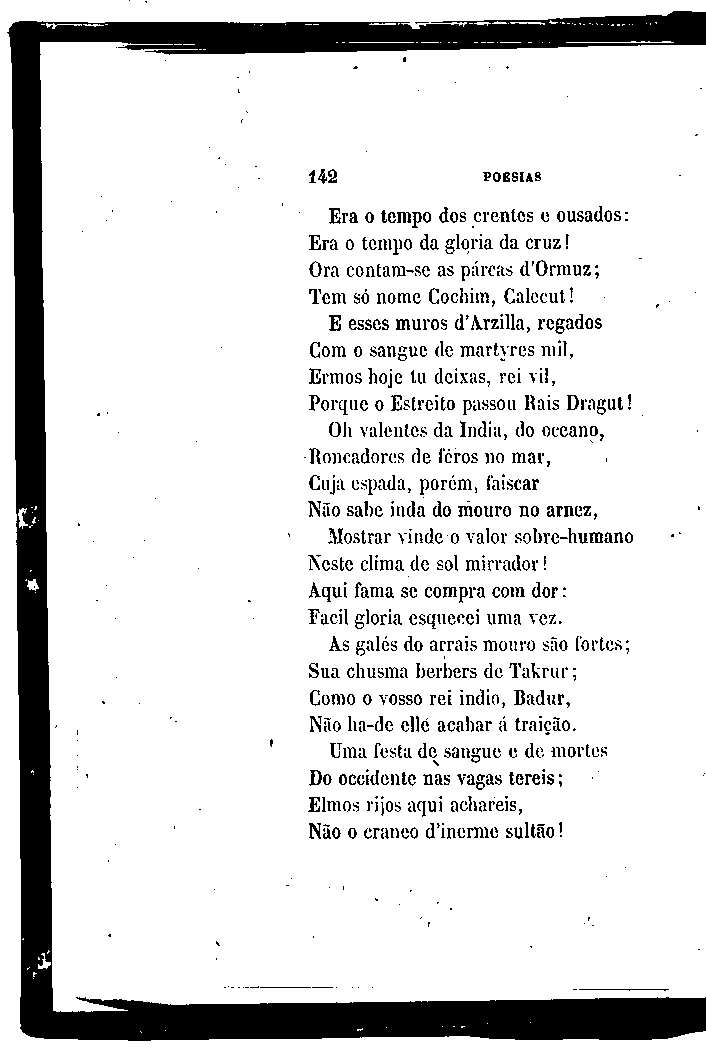 142 POESIAS
Era o tempo dos crentes e ousados:
Era o tempo da gloria da cruz!
Ora contam-se as páreas d'Ormuz;
Tem só nome Cochim, Calecut!
E esses muros d'Arzilla, regados
Com o sangue de martyres mil,
Ermos hoje tu deixas, rei vil,
Porque o Estreito passou Rais Dragut!
Oh valentes da India, do oceano,
Roncadores de féros no mar,
Cuja espada, porém, faiscar
Não sabe inda do mouro no arnez,
Mostrar vinde o valor sobre-humano
Neste clima de sol mirrador!
Aqui fama se compra com dor:
Facil gloria esquecei uma vez.
As galés do arrais mouro são fortes;
Sua chusma berbers de Takrur;
Como o vosso rei indio, Badur,
Não ha-de elle acabar á traição.
Uma festa de sangue e de mortes
Do occidente nas vagas tereis;
Elmos rijos aqui achareis,
Não o craneo d'inerme sultão!